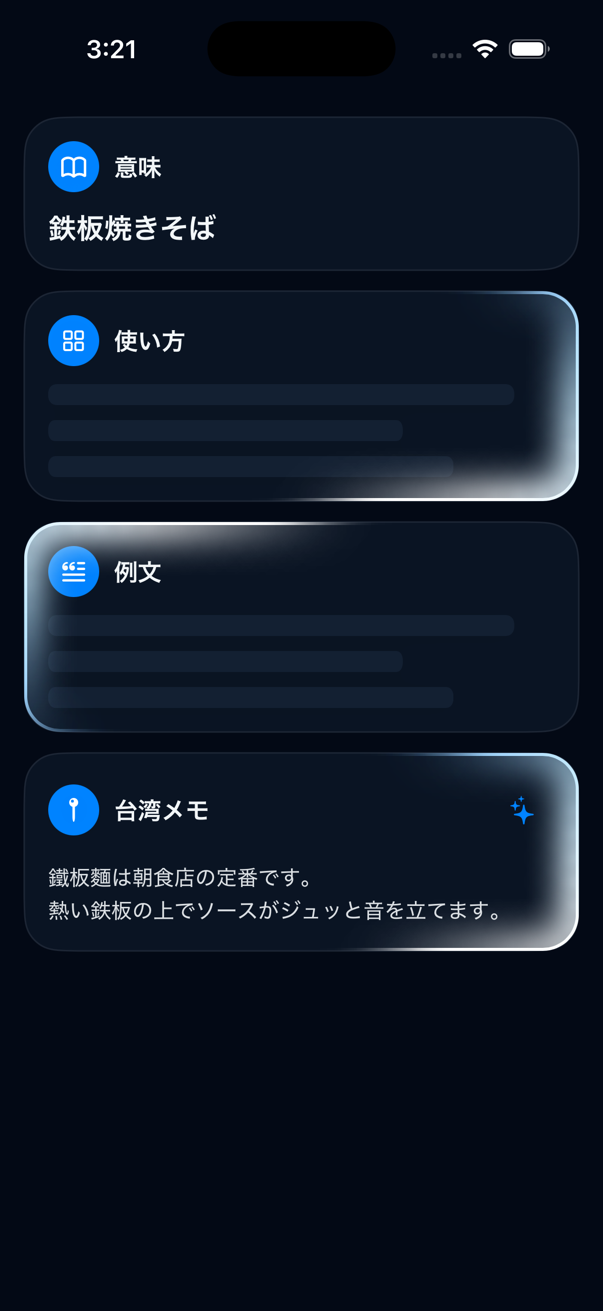 3:21
意味
鉄板焼きそば
使い方
例文
台湾メモ
鐵板麵は朝食店の定番です。
熱い鉄板の上でソースがジュッと音を立てます。